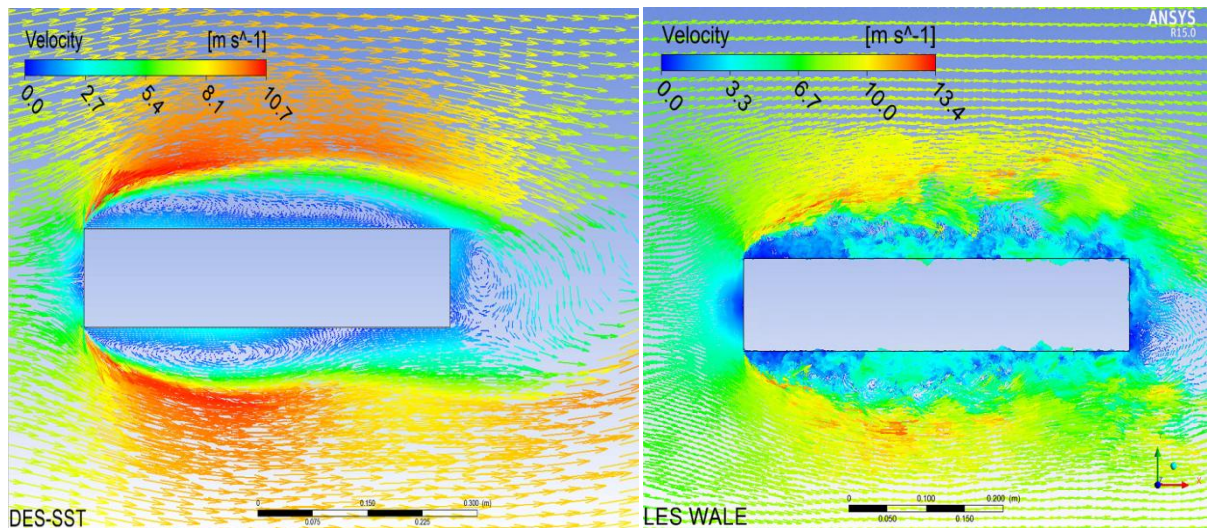 Velocity [m s^-1]
0.0 2.7 5.4 8.1 10.7
0 0.150 0.300 (m)
0.075 0.225
DES-SST
ANSYS
R15.0
Velocity [m s^-1]
0.0 3.3 6.7 10.0 13.4
0 0.100 0.200 (m)
0.050 0.150
X
LES WALE